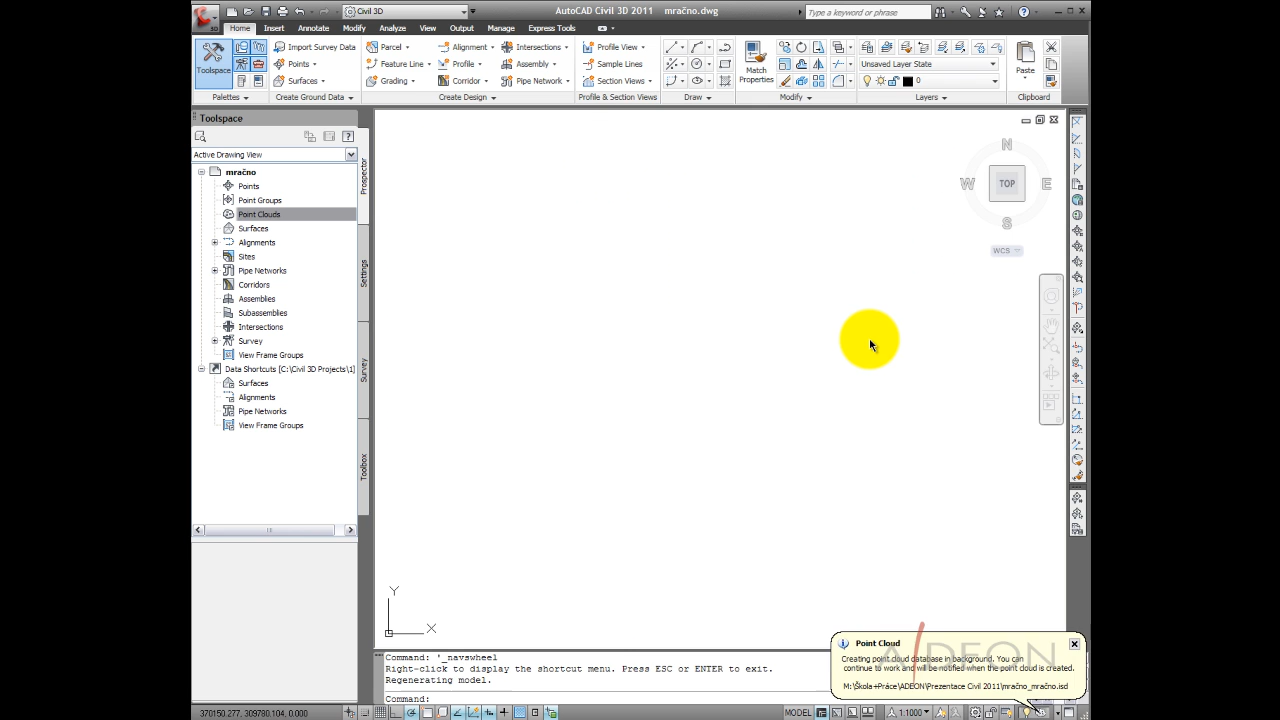 3D
Civil 3D
AutoCAD Civil 3D 2011 mračno.dwg
Type a keyword or phrase
Home Insert Annotate Modify Analyze View Output Manage Express Tools
Toolspace
Import Survey Data
Points
Surfaces
Parcel
Feature Line
Grading
Alignment
Profile
Corridor
Intersections
Assembly
Pipe Network
Profile View
Sample Lines
Section Views
Match
Properties
Unsaved Layer State
0
Paste
Palettes
Create Ground Data
Create Design
Profile & Section Views
Draw
Modify
Layers
Clipboard
Toolspace
Active Drawing View
mračno
Points
Point Groups
Point Clouds
Surfaces
Alignments
Sites
Pipe Networks
Corridors
Assemblies
Subassemblies
Intersections
Survey
View Frame Groups
Data Shortcuts [C:\Civil 3D Projects\1]
Surfaces
Alignments
Pipe Networks
View Frame Groups
Prospector
Settings
Survey
Toolbox
N
W TOP E
S
WCS
Y
X
Point Cloud
Creating point cloud database in background. You can
continue to work and will be notified when the point cloud is created.
M:\Škola+Práce\ADEON\Prezentace Civil 2011\mračno_mračno.isd
ADEON
Command: '_navswheel
Right-click to display the shortcut menu. Press ESC or ENTER to exit.
Regenerating model.
Command:
370150.277, 309780.104, 0.000
MODEL
1:1000